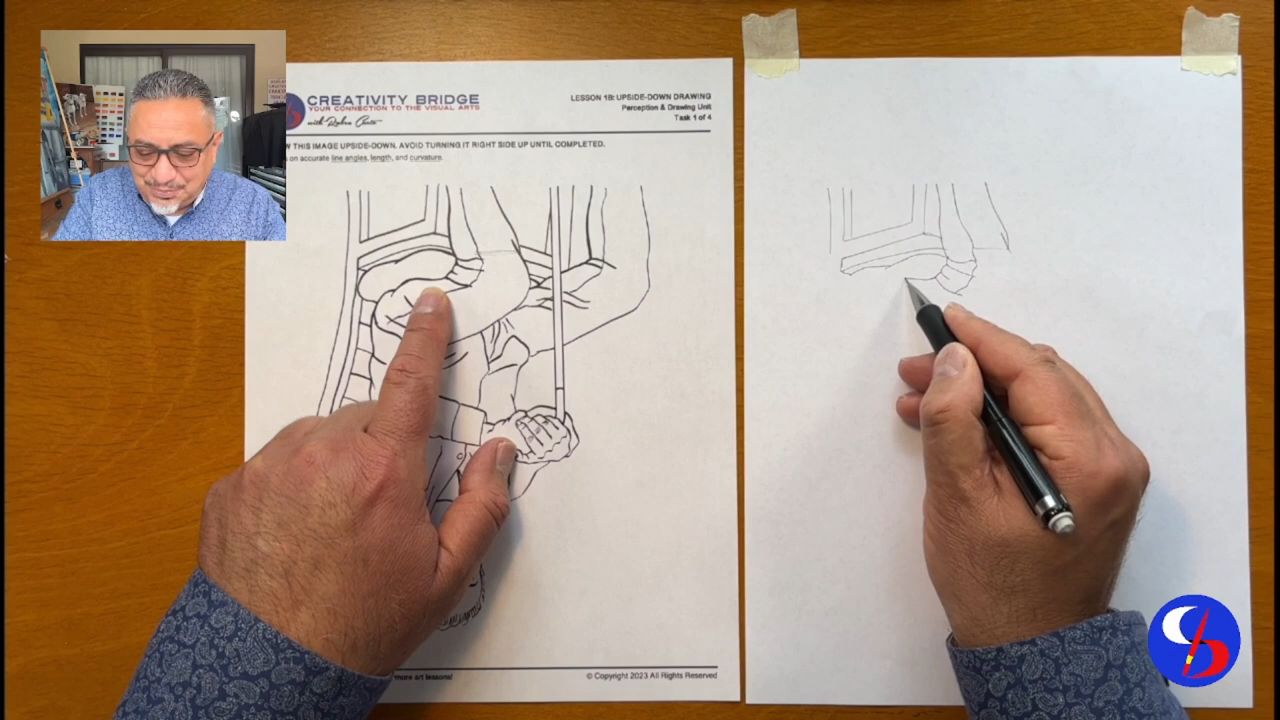 CREATIVITY BRIDGE
YOUR CONNECTION TO THE VISUAL ARTS
with Ruben
LESSON 1B: UPSIDE-DOWN DRAWING
Perception & Drawing Unit
Task 1 of 4
THIS IMAGE UPSIDE-DOWN. AVOID TURNING IT RIGHT SIDE UP UNTIL COMPLETED.
on accurate line angles, length, and curvature.
more art lessons!
© Copyright 2023 All Rights Reserved